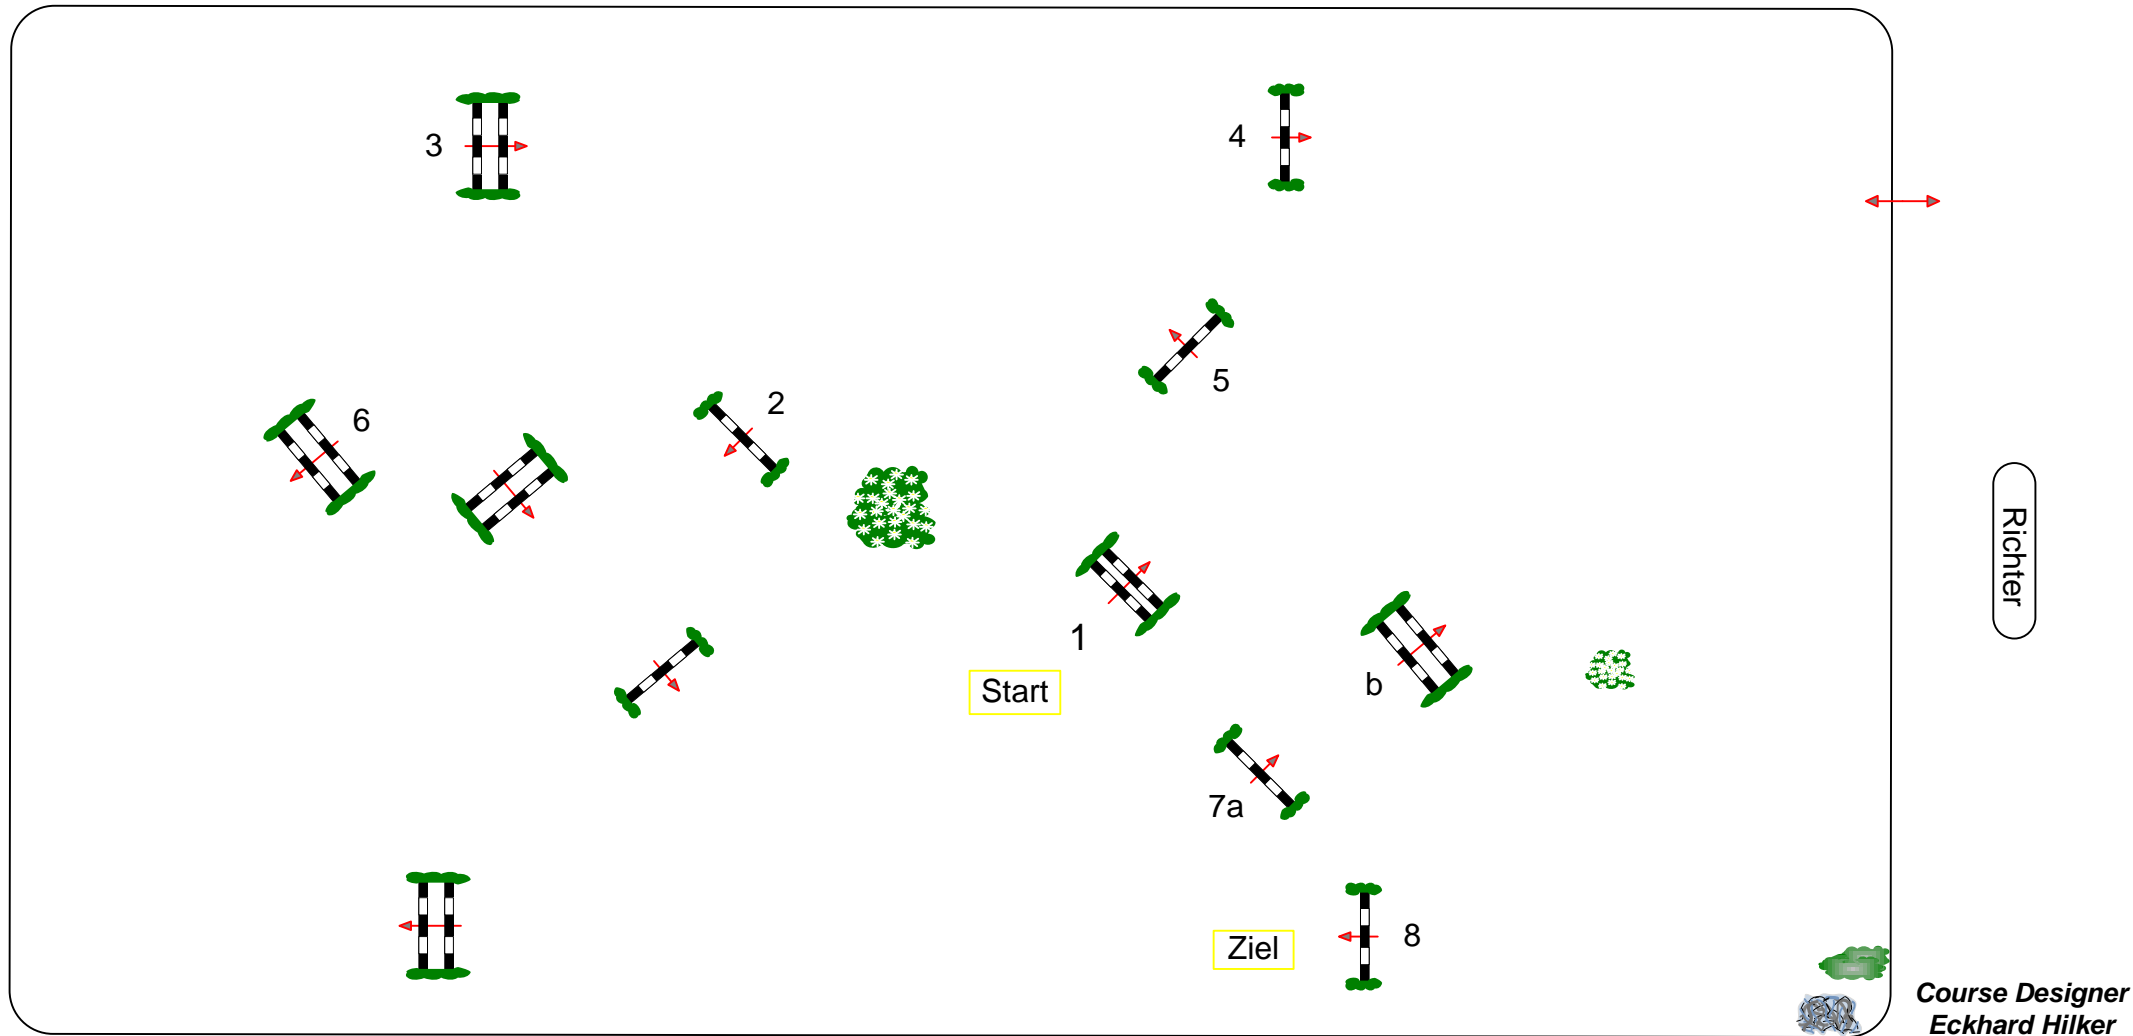 3
4
5
2
6
Richter
1
Start
b
7a
8
Ziel
Course Designer
Eckhard Hilker